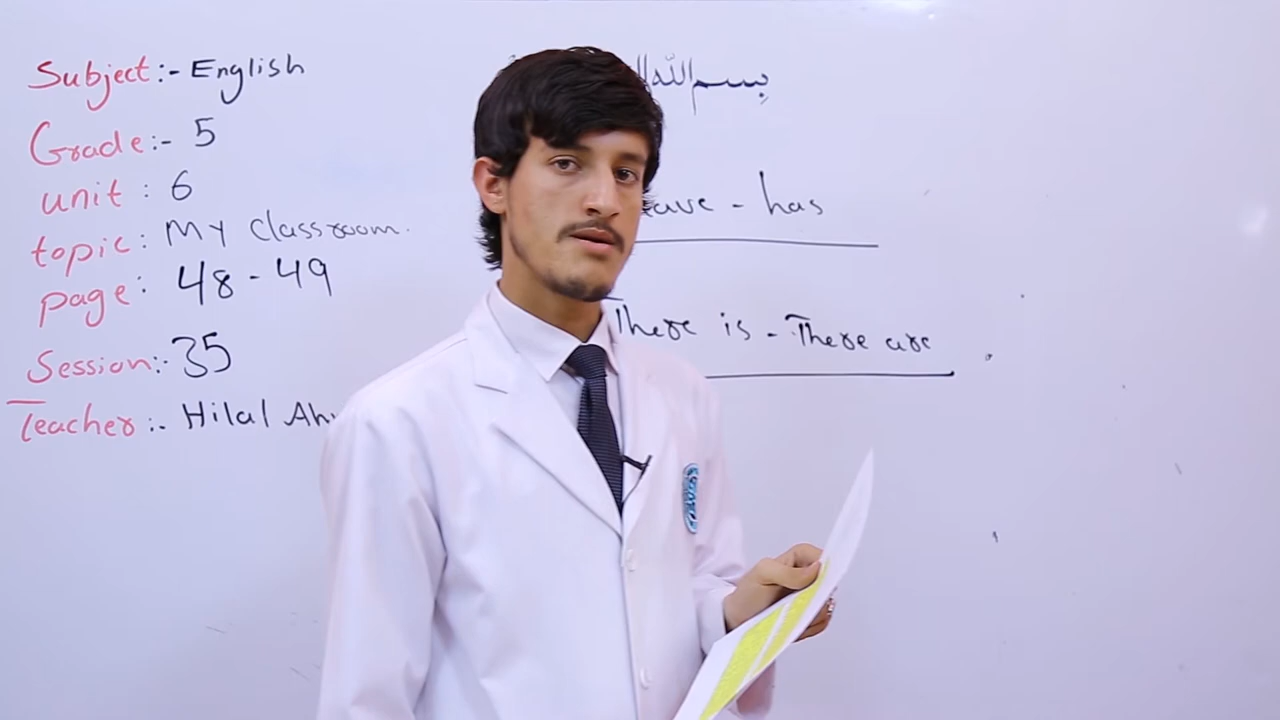 Subject:- English
Grade:- 5
unit : 6
topic: My classroom.
page: 48 - 49
Session:- 35
Teacher:. Hilal
بسم الله
- has
There is - There are